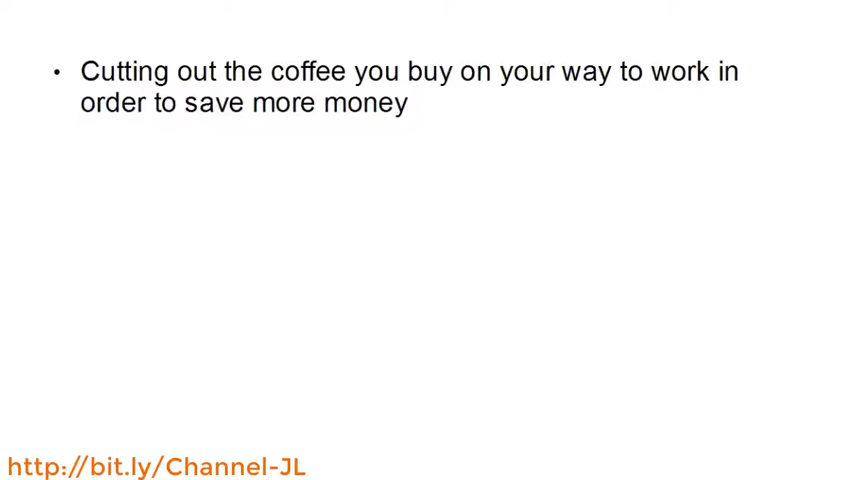 • Cutting out the coffee you buy on your way to work in
order to save more money
http://bit.ly/Channel-JL